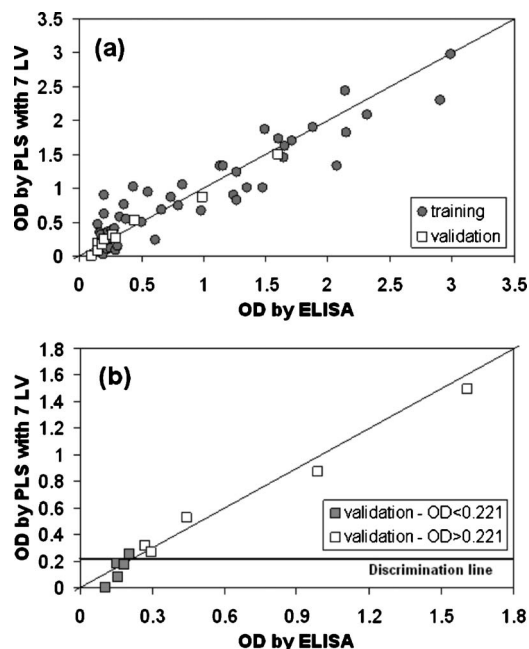 (a)
OD by PLS with 7 LV
3.5
3
2.5
2
1.5
1
0.5
0
training
validation
0 0.5 1 1.5 2 2.5 3 3.5
OD by ELISA
(b)
OD by PLS with 7 LV
1.8
1.6
1.4
1.2
1
0.8
0.6
0.4
0.2
0
validation - OD<0.221
validation - OD>0.221
Discrimination line
0 0.3 0.6 0.9 1.2 1.5 1.8
OD by ELISA